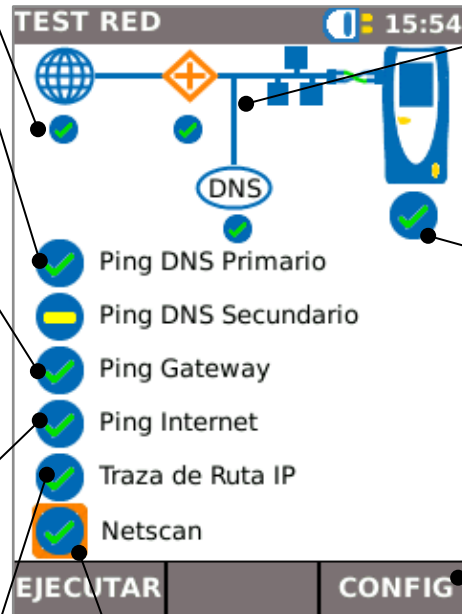 TEST RED 15:54
DNS
Ping DNS Primario
Ping DNS Secundario
Ping Gateway
Ping Internet
Traza de Ruta IP
Netscan
EJECUTAR CONFIG